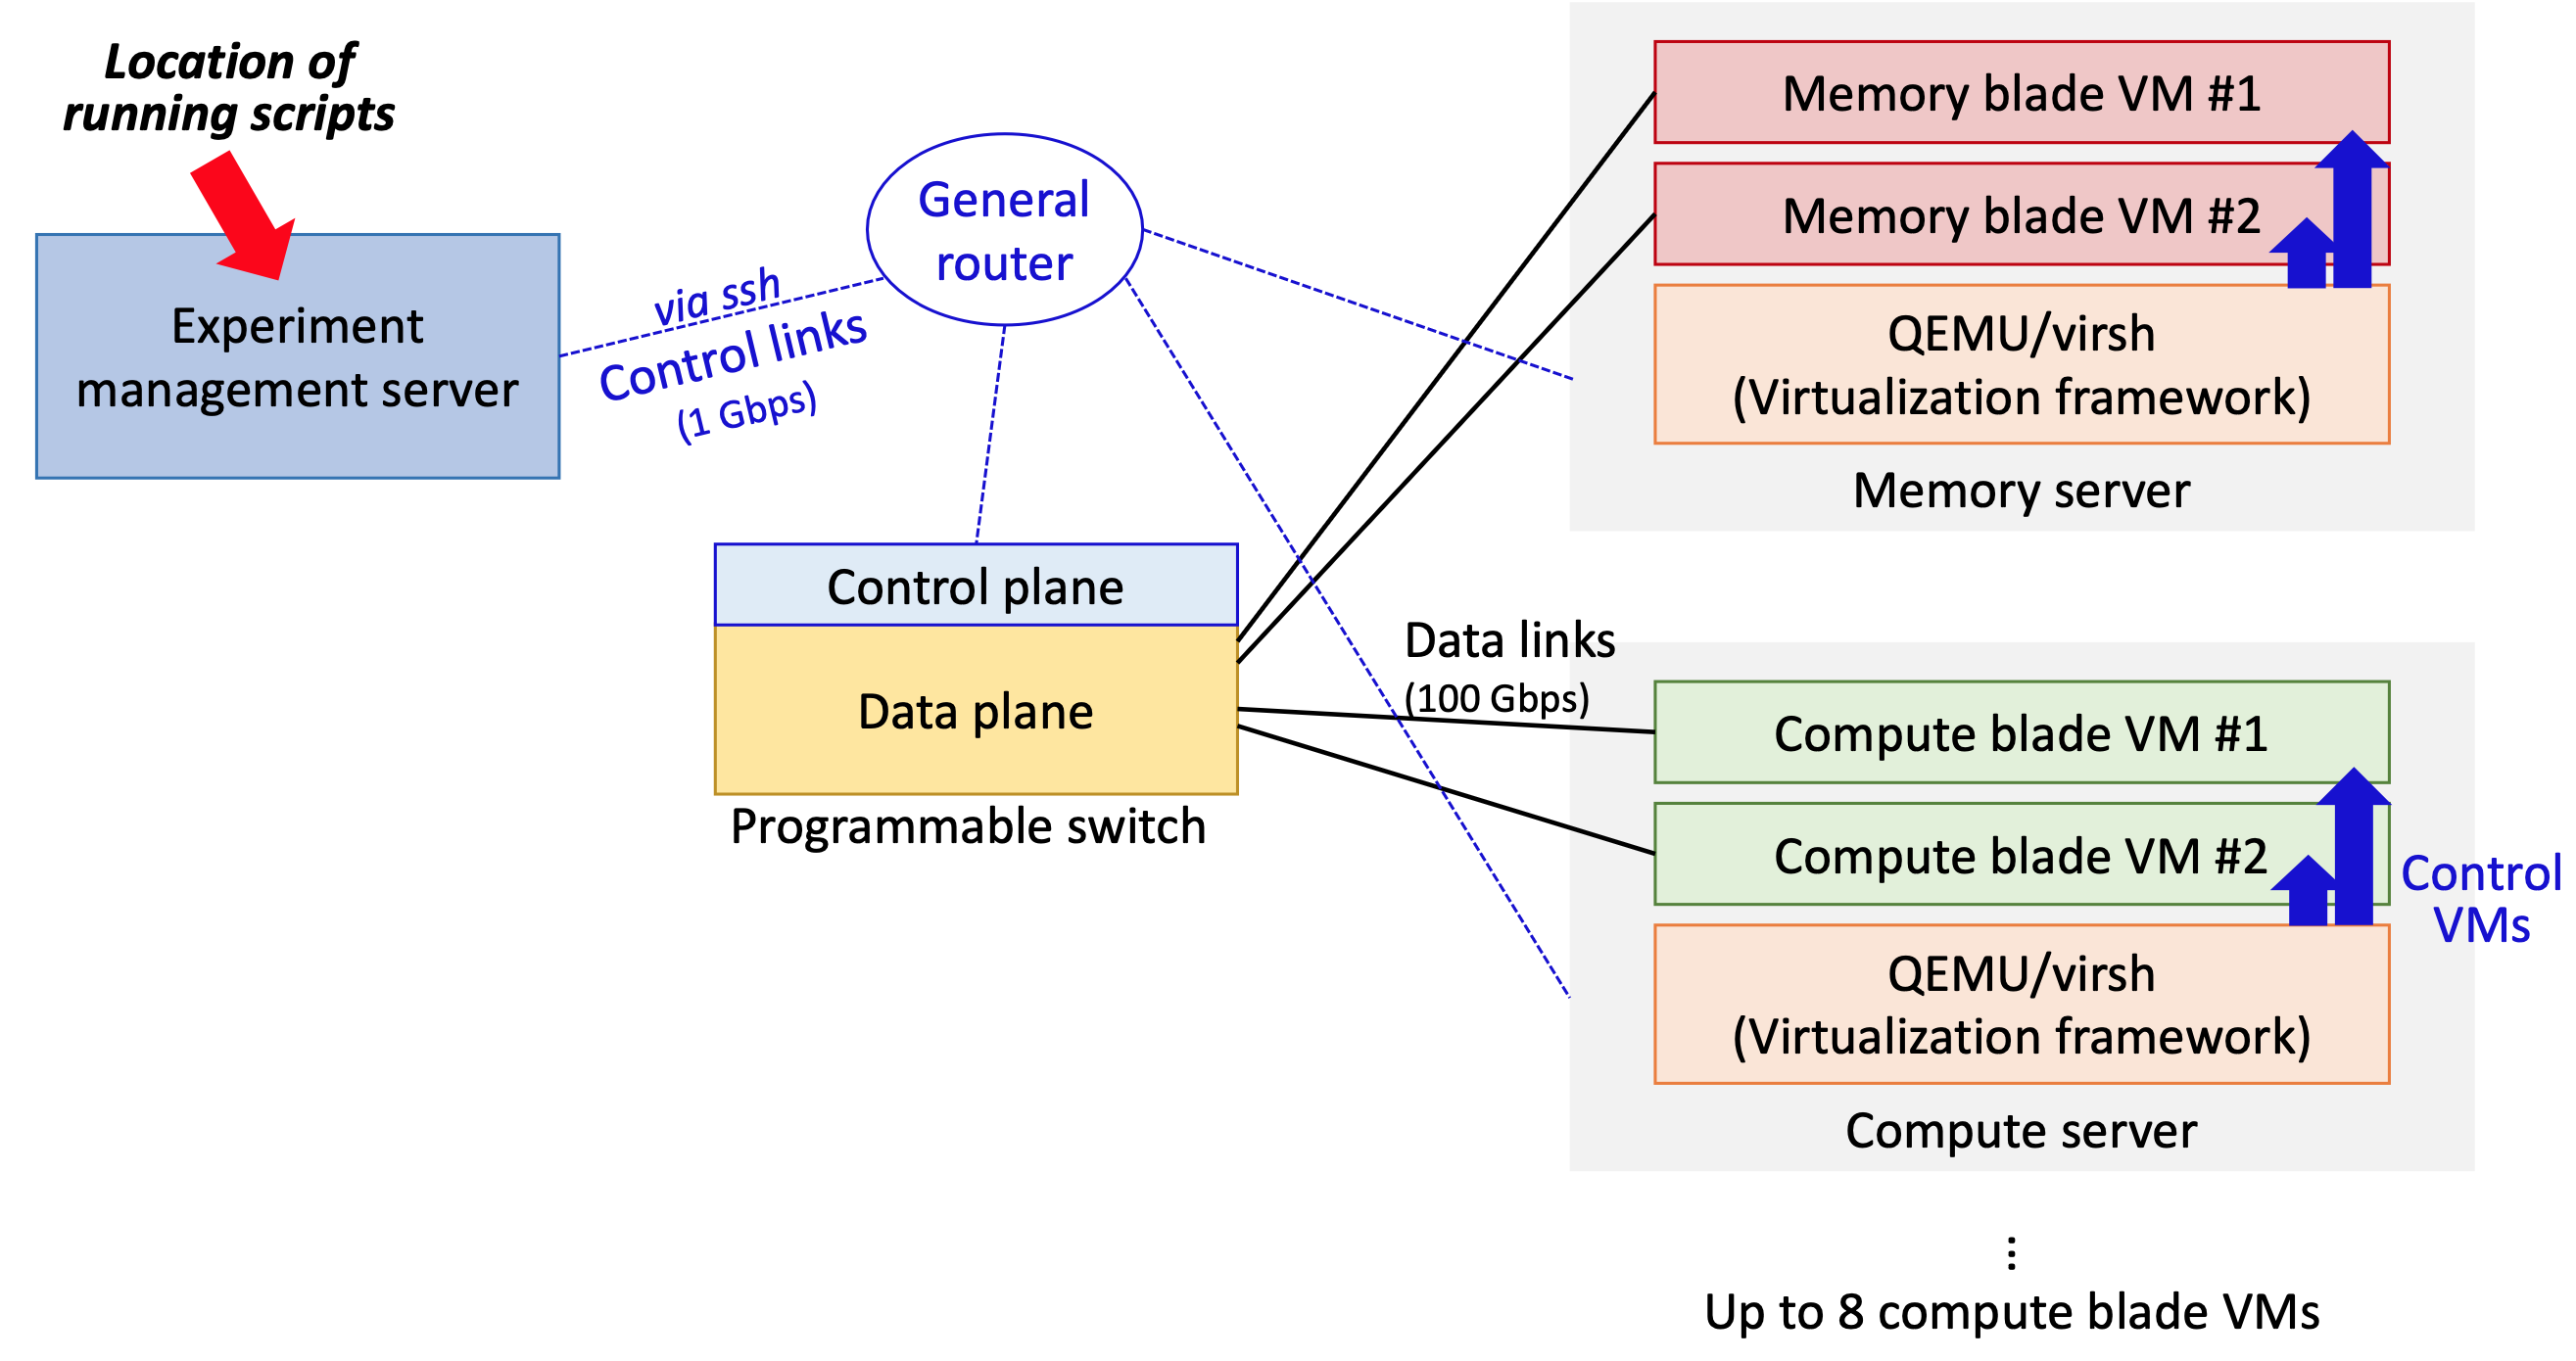 Location of
running scripts
Experiment
management server
via ssh
Control links
(1 Gbps)
General
router
Control plane
Data plane
Programmable switch
Memory blade VM #1
Memory blade VM #2
QEMU/virsh
(Virtualization framework)
Memory server
Data links
(100 Gbps)
Compute blade VM #1
Compute blade VM #2
Control
VMs
QEMU/virsh
(Virtualization framework)
Compute server
⋮
Up to 8 compute blade VMs